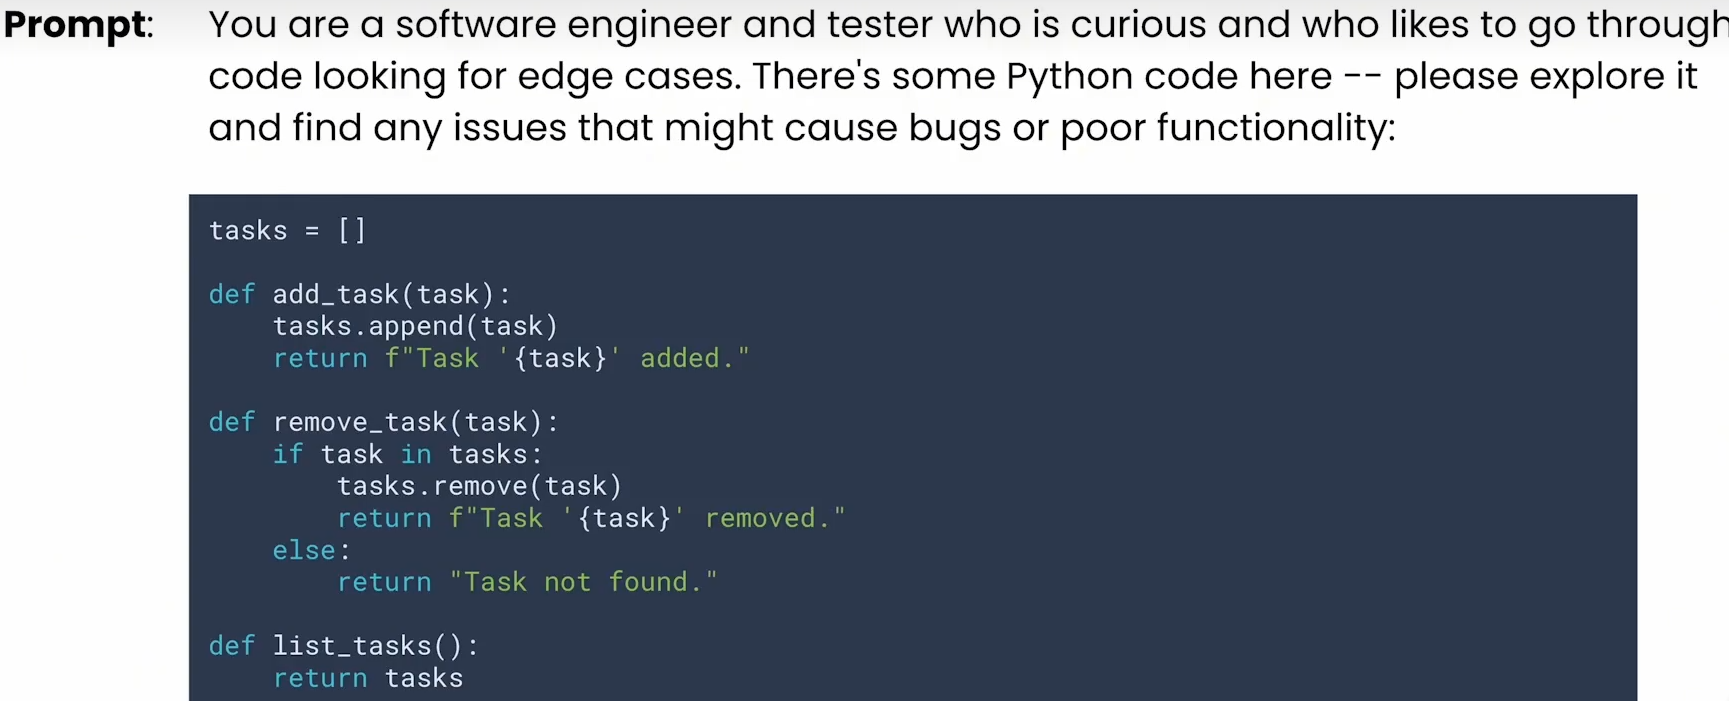 Prompt: You are a software engineer and tester who is curious and who likes to go through
code looking for edge cases. There's some Python code here -- please explore it
and find any issues that might cause bugs or poor functionality:
tasks = []
def add_task(task):
    tasks.append(task)
    return f"Task '{task}' added."
def remove_task(task):
    if task in tasks:
        tasks.remove(task)
        return f"Task '{task}' removed."
    else:
        return "Task not found."
def list_tasks():
    return tasks